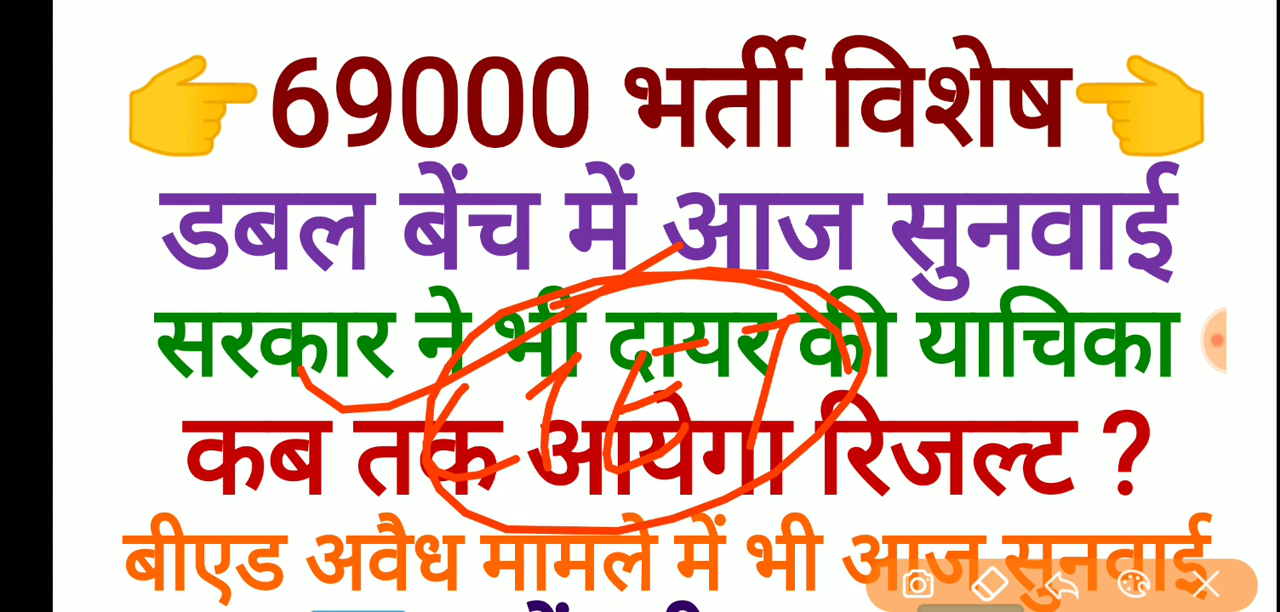 👉69000 भर्ती विशेष👈
डबल बेंच में आज सुनवाई
सरकार ने भी दायर की याचिका
कब तक आयेगा रिजल्ट ?
बीएड अवैध मामले में भी आज सुनवाई